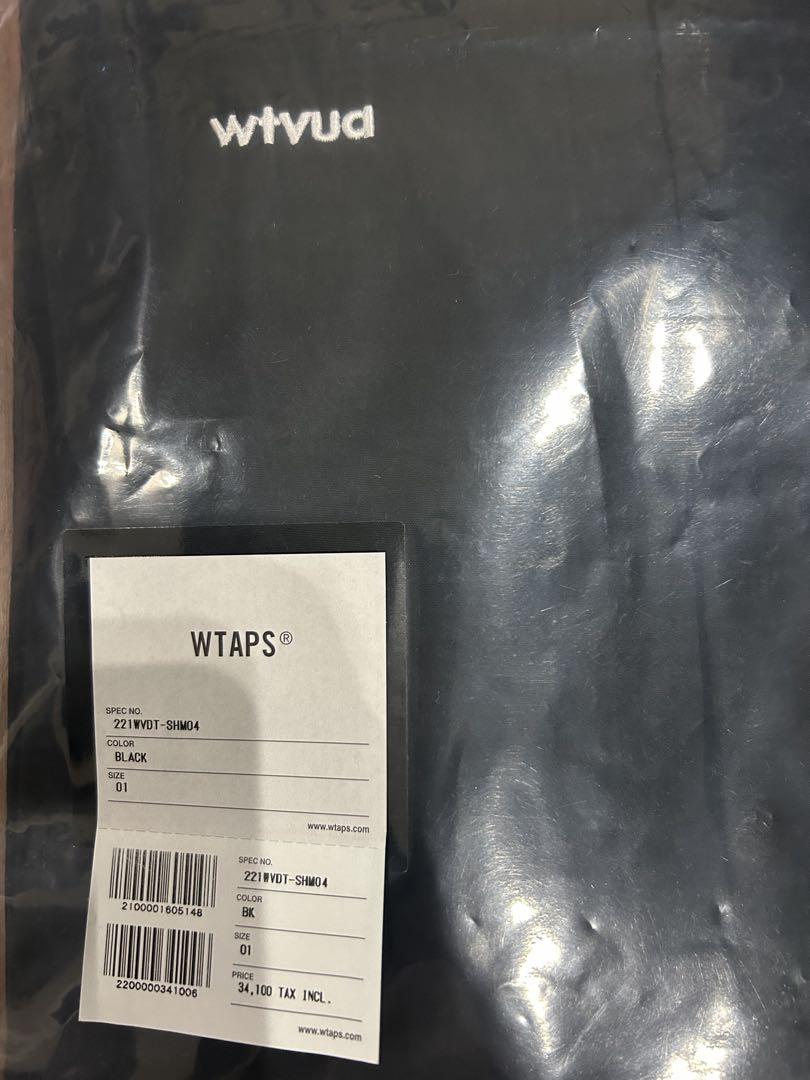 wtvua
WTAPS®
SPEC NO.
221WVDT-SHM04
COLOR
BLACK
SIZE
01
www.wtaps.com
SPEC NO.
221WVDT-SHM04
COLOR
BK
SIZE
01
PRICE
34,100 TAX INCL.
www.wtaps.com
2100001605148
2200000341006